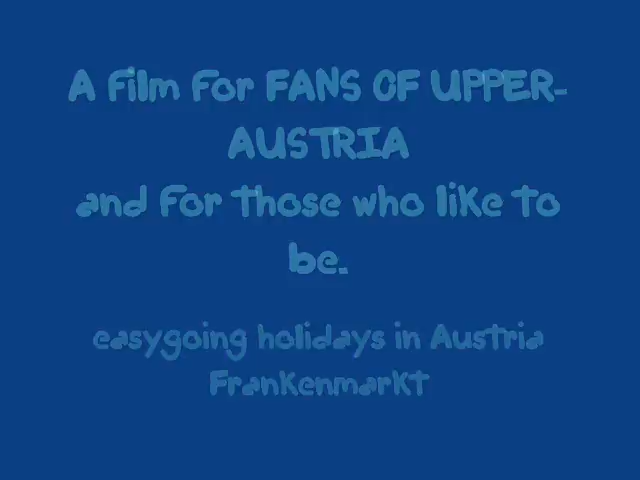 A film for FANS OF UPPER-
AUSTRIA
and for those who like to
be.
easygoing holidays in Austria
Frankenmarkt